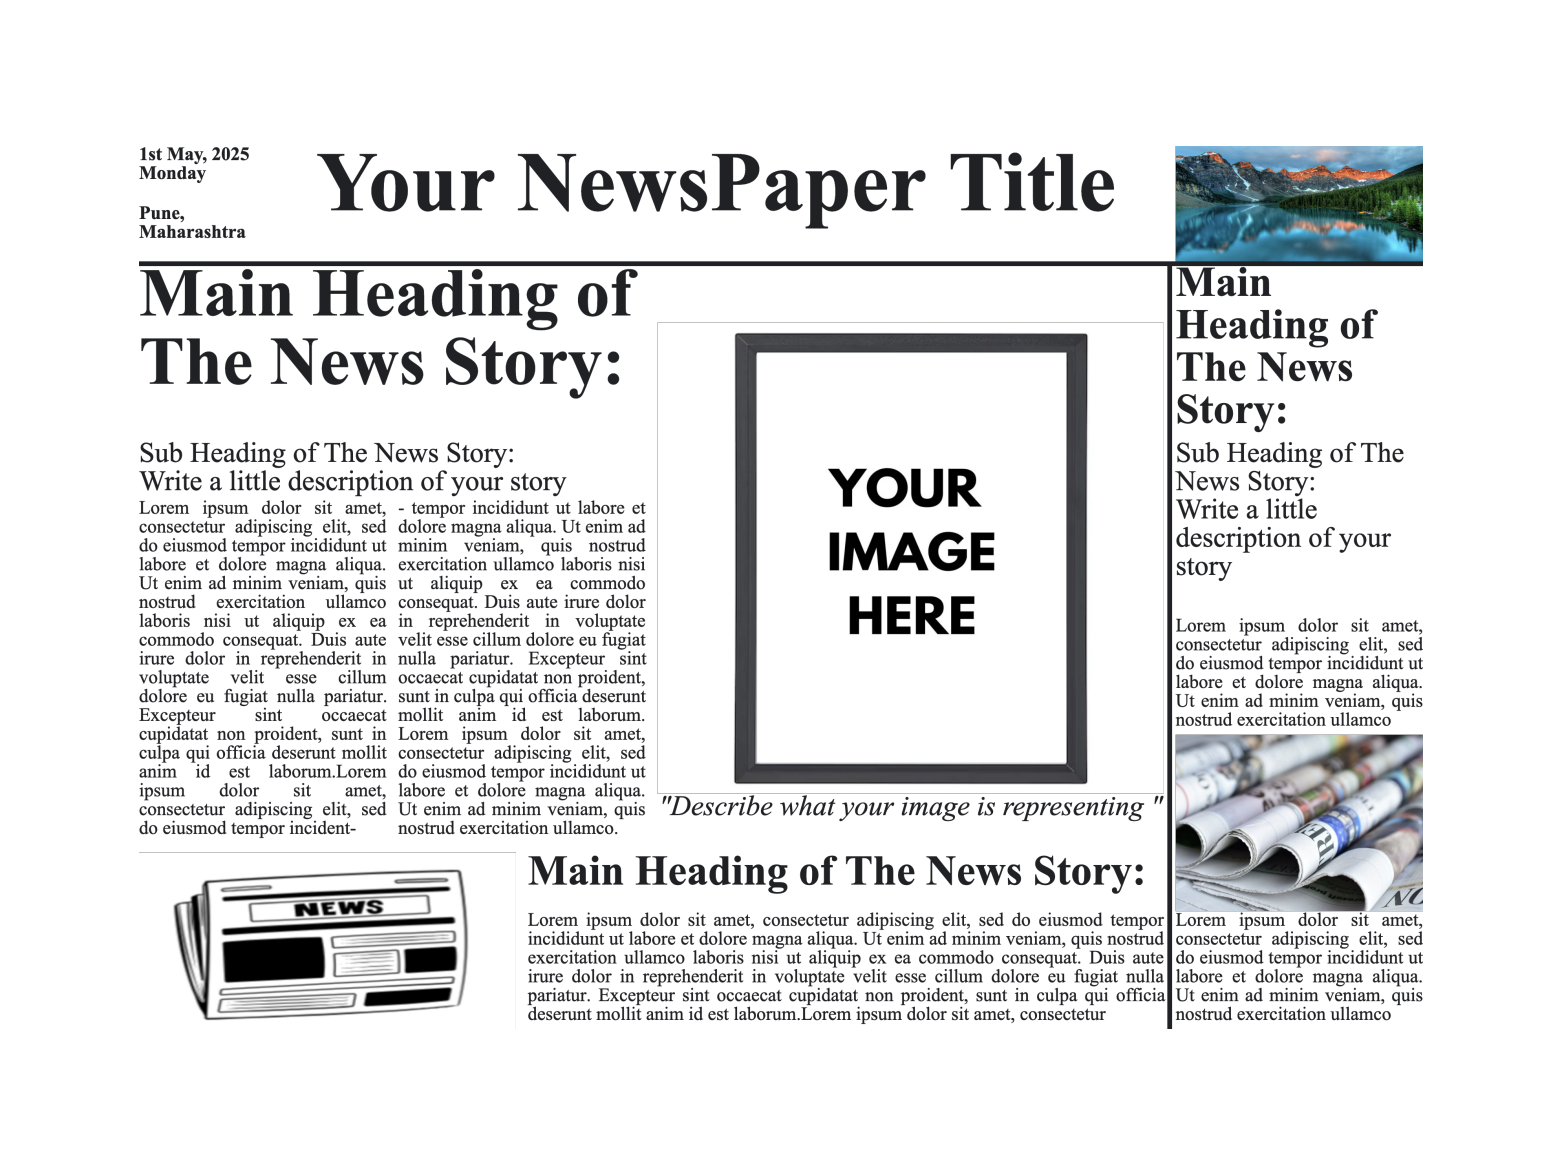 1st May, 2025
Monday
Pune,
Maharashtra
Your NewsPaper Title
Main Heading of
The News Story:
Sub Heading of The News Story:
Write a little description of your story
Lorem ipsum dolor sit amet,
consectetur adipiscing elit, sed
do eiusmod tempor incididunt ut
labore et dolore magna aliqua.
Ut enim ad minim veniam, quis
nostrud exercitation ullamco
laboris nisi ut aliquip ex ea
commodo consequat. Duis aute
irure dolor in reprehenderit in
voluptate velit esse cillum
dolore eu fugiat nulla pariatur.
Excepteur sint occaecat
cupidatat non proident, sunt in
culpa qui officia deserunt mollit
anim id est laborum.Lorem
ipsum dolor sit amet,
consectetur adipiscing elit, sed
do eiusmod tempor incident-
- tempor incididunt ut labore et
dolore magna aliqua. Ut enim ad
minim veniam, quis nostrud
exercitation ullamco laboris nisi
ut aliquip ex ea commodo
consequat. Duis aute irure dolor
in reprehenderit in voluptate
velit esse cillum dolore eu fugiat
nulla pariatur. Excepteur sint
occaecat cupidatat non proident,
sunt in culpa qui officia deserunt
mollit anim id est laborum.
Lorem ipsum dolor sit amet,
consectetur adipiscing elit, sed
do eiusmod tempor incididunt ut
labore et dolore magna aliqua.
Ut enim ad minim veniam, quis
nostrud exercitation ullamco.
YOUR
IMAGE
HERE
"Describe what your image is representing "
NEWS
Main Heading of The News Story:
Lorem ipsum dolor sit amet, consectetur adipiscing elit, sed do eiusmod tempor
incididunt ut labore et dolore magna aliqua. Ut enim ad minim veniam, quis nostrud
exercitation ullamco laboris nisi ut aliquip ex ea commodo consequat. Duis aute
irure dolor in reprehenderit in voluptate velit esse cillum dolore eu fugiat nulla
pariatur. Excepteur sint occaecat cupidatat non proident, sunt in culpa qui officia
deserunt mollit anim id est laborum.Lorem ipsum dolor sit amet, consectetur
Main
Heading of
The News
Story:
Sub Heading of The
News Story:
Write a little
description of your
story
Lorem ipsum dolor sit amet,
consectetur adipiscing elit, sed
do eiusmod tempor incididunt ut
labore et dolore magna aliqua.
Ut enim ad minim veniam, quis
nostrud exercitation ullamco
Lorem ipsum dolor sit amet,
consectetur adipiscing elit, sed
do eiusmod tempor incididunt ut
labore et dolore magna aliqua.
Ut enim ad minim veniam, quis
nostrud exercitation ullamco